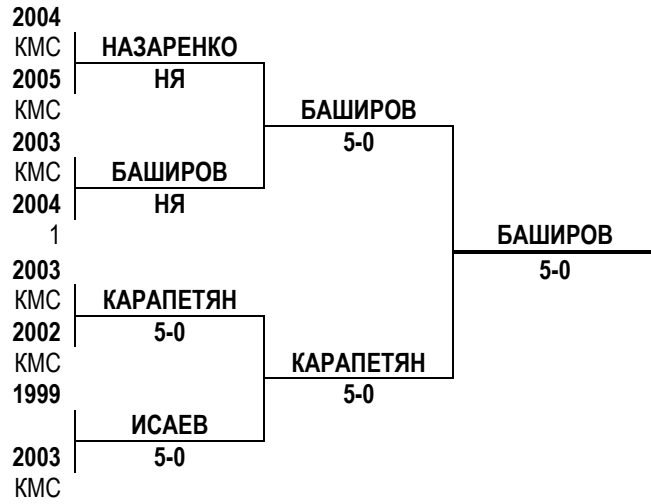 2004
КМС НАЗАРЕНКО
2005 НЯ
КМС БАШИРОВ
2003 5-0
КМС БАШИРОВ
2004 НЯ
1 БАШИРОВ
2003 5-0
КМС КАРАПЕТЯН
2002 5-0
КМС КАРАПЕТЯН
1999 5-0
ИСАЕВ
2003 5-0
КМС